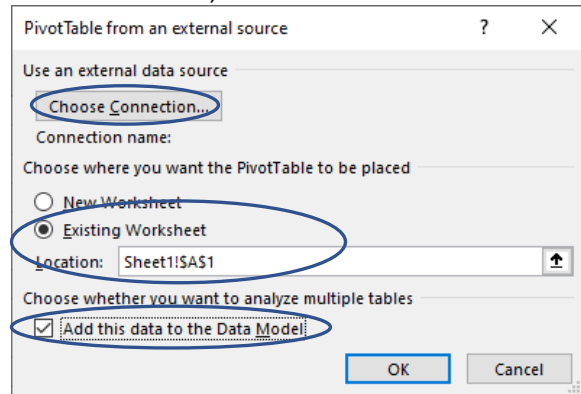 PivotTable from an external source ? ×
Use an external data source
Choose Connection...
Connection name:
Choose where you want the PivotTable to be placed
New Worksheet
Existing Worksheet
Location: Sheet1!$A$1
Choose whether you want to analyze multiple tables
Add this data to the Data Model
OK Cancel